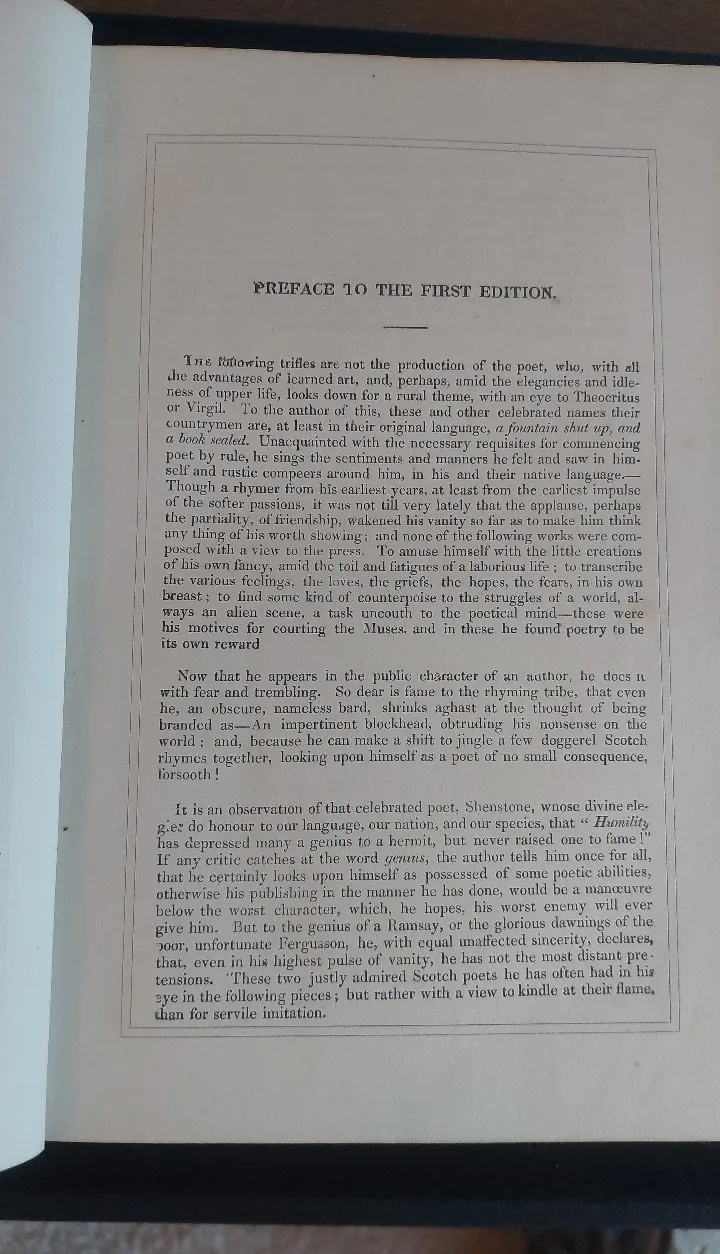 PREFACE TO THE FIRST EDITION.
THE following trifles are not the production of the poet, who, with all
the advantages of learned art, and, perhaps, amid the elegancies and idle-
ness of upper life, looks down for a rural theme, with an eye to Theocritus
or Virgil. To the author of this, these and other celebrated names their
countrymen are, at least in their original language, a fountain shut up, and
a book sealed. Unacquainted with the necessary requisites for commencing
poet by rule, he sings the sentiments and manners he felt and saw in him-
self and rustic compeers around him, in his and their native language.—
Though a rhymer from his earliest years, at least from the earliest impulse
of the softer passions, it was not till very lately that the applause, perhaps
the partiality, of friendship, wakened his vanity so far as to make him think
any thing of his worth showing; and none of the following works were com-
posed with a view to the press. To amuse himself with the little creations
of his own fancy, amid the toil and fatigues of a laborious life; to transcribe
the various feelings, the loves, the griefs, the hopes, the fears, in his own
breast; to find some kind of counterpoise to the struggles of a world, al-
ways an alien scene, a task uncouth to the poetical mind—these were
his motives for courting the Muses. and in these he found poetry to be
its own reward
Now that he appears in the public character of an author, he does it
with fear and trembling. So dear is fame to the rhyming tribe, that even
he, an obscure, nameless bard, shrinks aghast at the thought of being
branded as—An impertinent blockhead, obtruding his nonsense on the
world; and, because he can make a shift to jingle a few doggerel Scotch
rhymes together, looking upon himself as a poet of no small consequence,
forsooth!
It is an observation of that celebrated poet, Shenstone, whose divine ele-
gies do honour to our language, our nation, and our species, that "Humility
has depressed many a genius to a hermit, but never raised one to fame!"
If any critic catches at the word genius, the author tells him once for all,
that he certainly looks upon himself as possessed of some poetic abilities,
otherwise his publishing in the manner he has done, would be a manœuvre
below the worst character, which, he hopes, his worst enemy will ever
give him. But to the genius of a Ramsay, or the glorious dawnings of the
poor, unfortunate Fergusson, he, with equal unaffected sincerity, declares,
that, even in his highest pulse of vanity, he has not the most distant pre-
tensions. These two justly admired Scotch poets he has often had in his
eye in the following pieces; but rather with a view to kindle at their flame,
than for servile imitation.